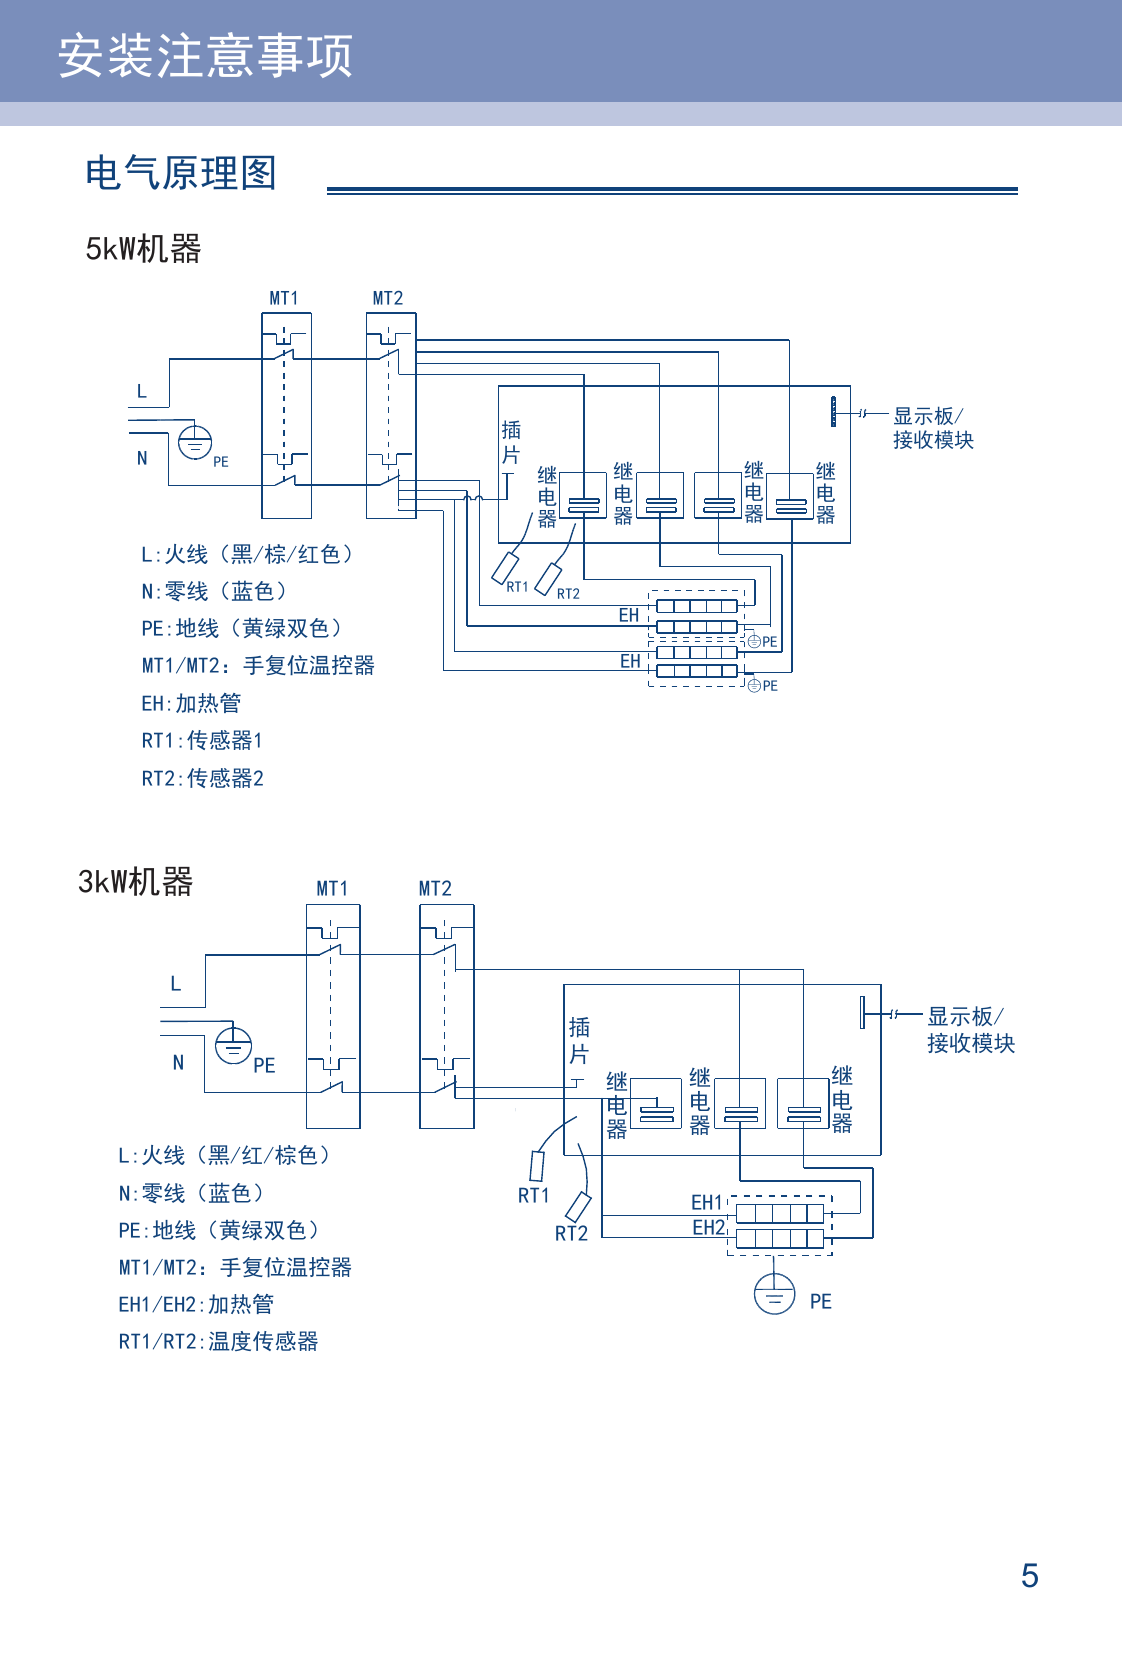 安装注意事项
电气原理图
5kW机器
MT1 MT2
L
N
PE
插
片
继
电
器
继
电
器
继
电
器
继
电
器
显示板/
接收模块
RT1
RT2
EH
PE
EH
PE
L:火线（黑/棕/红色）
N:零线（蓝色）
PE:地线（黄绿双色）
MT1/MT2：手复位温控器
EH:加热管
RT1:传感器1
RT2:传感器2
3kW机器
MT1 MT2
L
N
PE
插
片
继
电
器
继
电
器
继
电
器
显示板/
接收模块
RT1
RT2
EH1
EH2
PE
L:火线（黑/红/棕色）
N:零线（蓝色）
PE:地线（黄绿双色）
MT1/MT2：手复位温控器
EH1/EH2:加热管
RT1/RT2:温度传感器
5